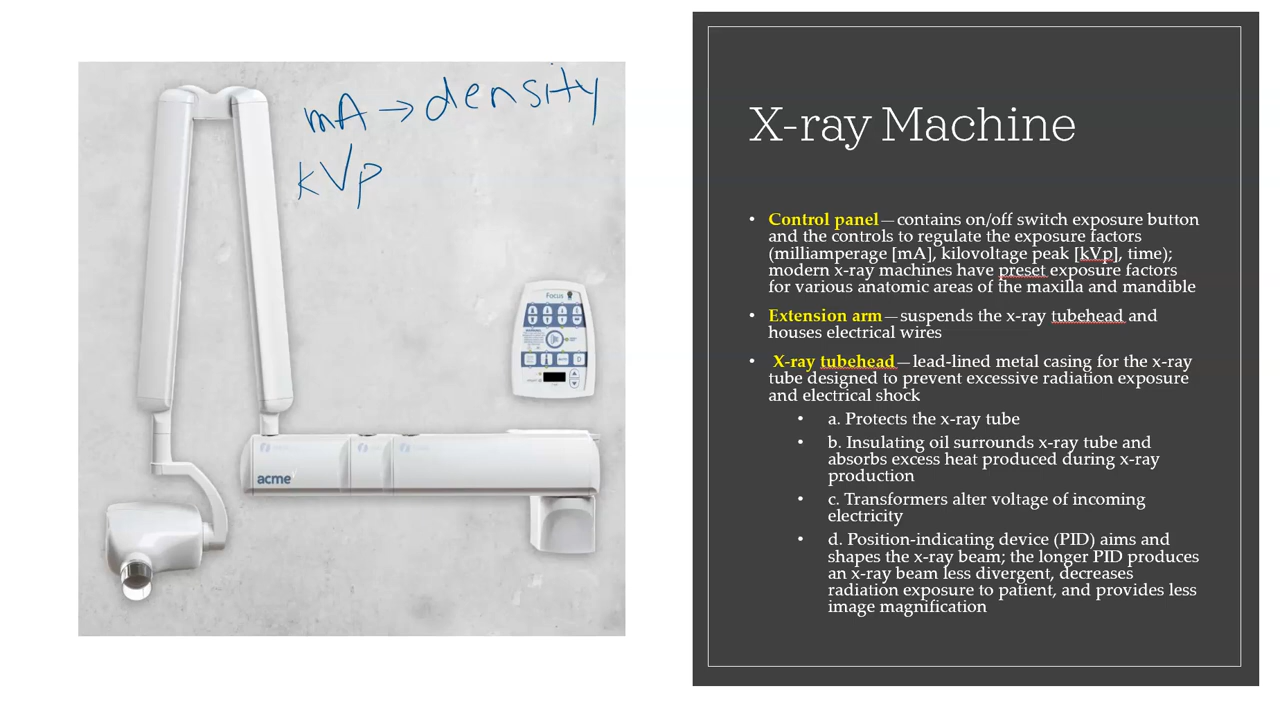 mA → density
kVp
Focus
acme
X-ray Machine
• Control panel—contains on/off switch exposure button
and the controls to regulate the exposure factors
(milliamperage [mA], kilovoltage peak [kVp], time);
modern x-ray machines have preset exposure factors
for various anatomic areas of the maxilla and mandible
• Extension arm—suspends the x-ray tubehead and
houses electrical wires
• X-ray tubehead—lead-lined metal casing for the x-ray
tube designed to prevent excessive radiation exposure
and electrical shock
• a. Protects the x-ray tube
• b. Insulating oil surrounds x-ray tube and
absorbs excess heat produced during x-ray
production
• c. Transformers alter voltage of incoming
electricity
• d. Position-indicating device (PID) aims and
shapes the x-ray beam; the longer PID produces
an x-ray beam less divergent, decreases
radiation exposure to patient, and provides less
image magnification